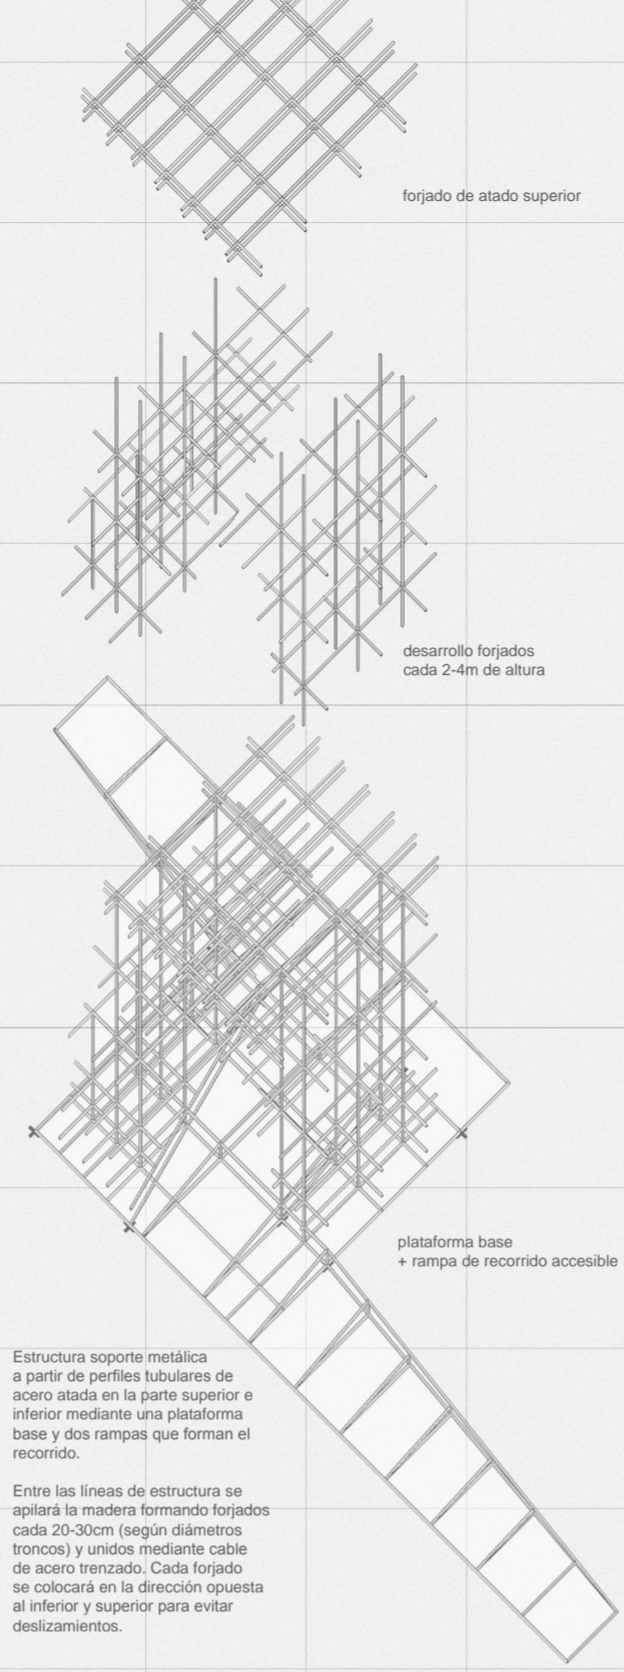 forjado de atado superior
desarrollo forjados
cada 2-4m de altura
plataforma base
+ rampa de recorrido accesible
Estructura soporte metálica
a partir de perfiles tubulares de
acero atada en la parte superior e
inferior mediante una plataforma
base y dos rampas que forman el
recorrido.
Entre las líneas de estructura se
apilará la madera formando forjados
cada 20-30cm (según diámetros
troncos) y unidos mediante cable
de acero trenzado. Cada forjado
se colocará en la dirección opuesta
al inferior y superior para evitar
deslizamientos.